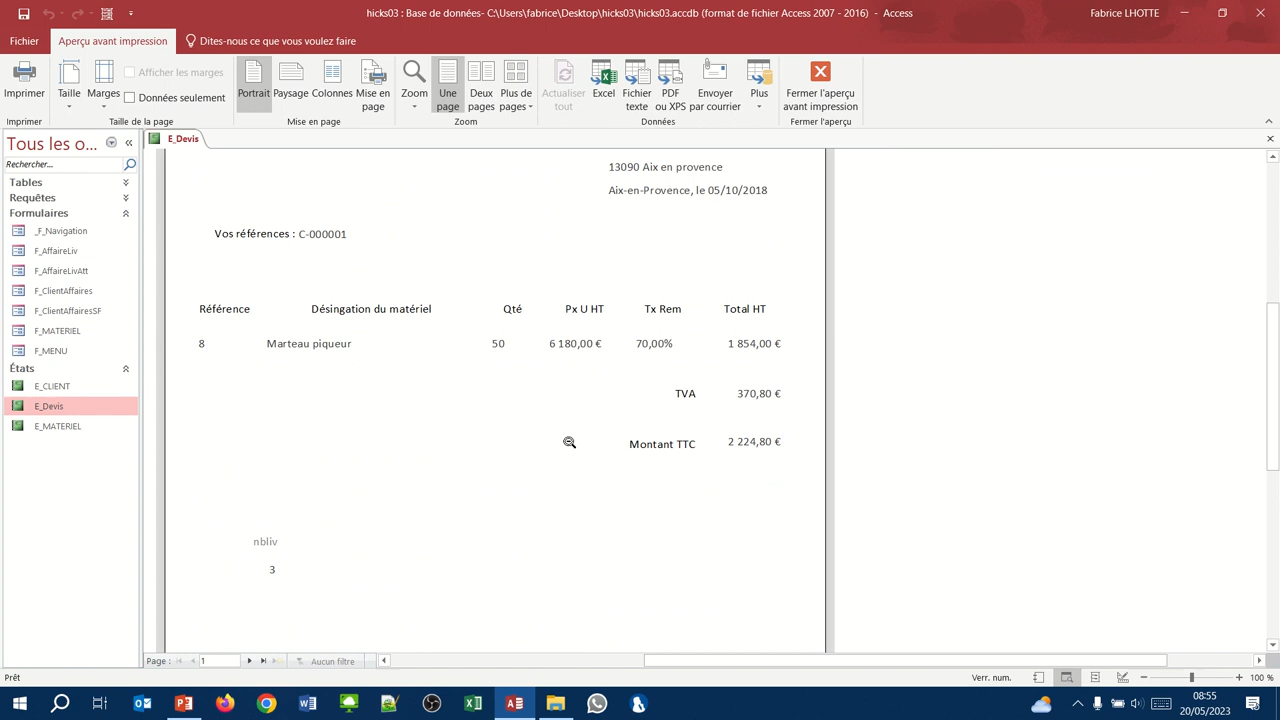 hicks03 : Base de données- C:\Users\fabrice\Desktop\hicks03\hicks03.accdb (format de fichier Access 2007 - 2016) - Access
Fabrice LHOTTE
Fichier
Aperçu avant impression
Dites-nous ce que vous voulez faire
Imprimer
Taille
Marges
Afficher les marges
Données seulement
Portrait
Paysage
Colonnes
Mise en page
Zoom
Une page
Deux pages
Plus de pages
Actualiser tout
Excel
Fichier texte
PDF ou XPS
Envoyer par courrier
Plus
Fermer l'aperçu avant impression
Imprimer
Taille de la page
Mise en page
Zoom
Données
Fermer l'aperçu
Tous les o...
Rechercher...
Tables
Requêtes
Formulaires
_F_Navigation
F_AffaireLiv
F_AffaireLivAtt
F_ClientAffaires
F_ClientAffairesSF
F_MATERIEL
F_MENU
États
E_CLIENT
E_Devis
E_MATERIEL
E_Devis
13090 Aix en provence
Aix-en-Provence, le 05/10/2018
Vos références : C-000001
Référence Désingation du matériel Qté Px U HT Tx Rem Total HT
8 Marteau piqueur 50 6 180,00 € 70,00% 1 854,00 €
TVA 370,80 €
Montant TTC 2 224,80 €
nbliv
3
Page : 1
Aucun filtre
Prêt
Verr. num.
100 %
08:55
20/05/2023